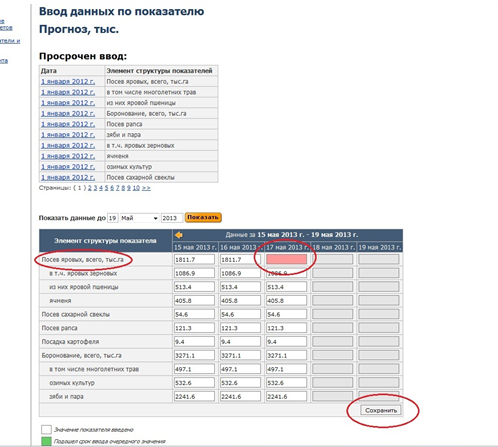 Ввод данных по показателю
Прогноз, тыс.
Просрочен ввод:
Дата Элемент структуры показателей
1 января 2012 г. Посев яровых, всего, тыс.га
1 января 2012 г. в том числе многолетних трав
1 января 2012 г. из них яровой пшеницы
1 января 2012 г. Боронование, всего, тыс.га
1 января 2012 г. Посев рапса
1 января 2012 г. зяби и пара
1 января 2012 г. в т.ч. яровых зерновых
1 января 2012 г. ячменя
1 января 2012 г. озимых культур
1 января 2012 г. Посев сахарной свеклы
Страницы: ( 1 ) 2 3 4 5 6 7 8 9 10 >>
Показать данные до 19 Май 2013 Показать
Элемент структуры показателя Данные за 15 мая 2013 г. - 19 мая 2013 г.
15 мая 2013 г. 16 мая 2013 г. 17 мая 2013 г. 18 мая 2013 г. 19 мая 2013 г.
Посев яровых, всего, тыс.га 1811.7 1811.7
в т.ч. яровых зерновых 1086.9 1086.9 1086.9
из них яровой пшеницы 513.4 513.4 513.4
ячменя 405.8 405.8 405.8
Посев сахарной свеклы 54.6 54.6 54.6
Посев рапса 121.3 121.3 121.3
Посадка картофеля 9.4 9.4 9.4
Боронование, всего, тыс.га 3271.1 3271.1 3271.1
в том числе многолетних трав 497.1 497.1 497.1
озимых культур 532.6 532.6 532.6
зяби и пара 2241.6 2241.6 2241.6
Сохранить
Значение показателя введено
Подошел срок ввода очередного значения